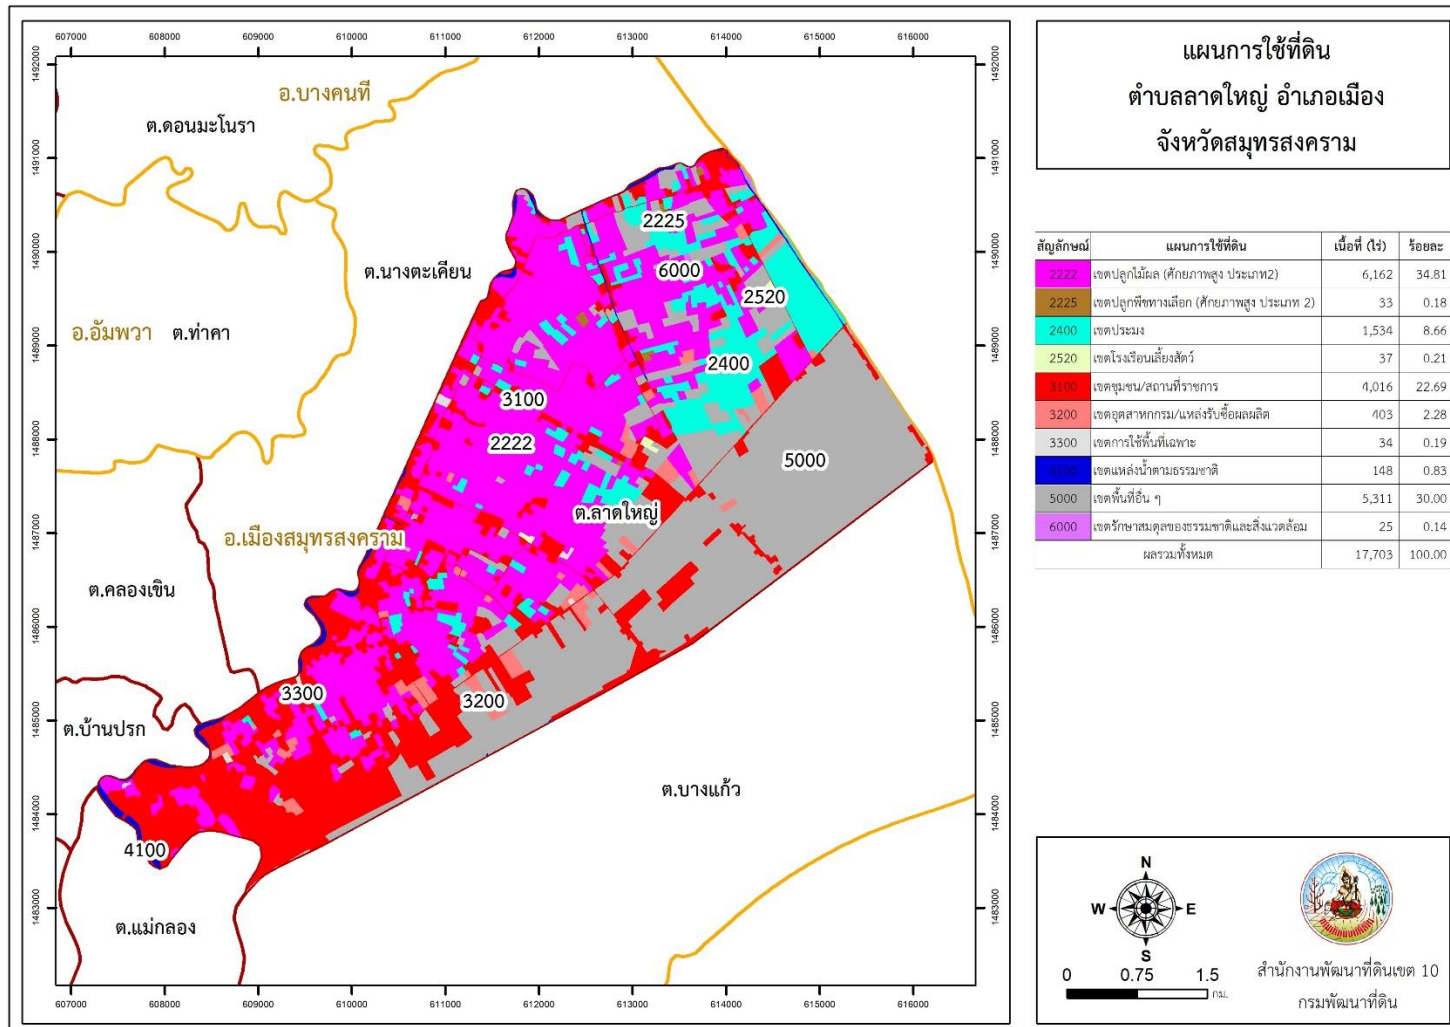 607000 608000 609000 610000 611000 612000 613000 614000 615000 616000
1492000 1492000
1491000 1491000
1490000 1490000
1489000 1489000
1488000 1488000
1487000 1487000
1486000 1486000
1485000 1485000
1484000 1484000
1483000 1483000
อ.บางคนที
ต.ดอนมะโนรา
2225
6000
ต.นางตะเคียน
2520
อ.อัมพวา ต.ท่าคา
2400
3100
2222
5000
ต.ลาดใหญ่
อ.เมืองสมุทรสงคราม
ต.คลองเขิน
3300
3200
ต.บ้านปรก
ต.บางแก้ว
4100
ต.แม่กลอง
607000 608000 609000 610000 611000 612000 613000 614000 615000 616000
แผนการใช้ที่ดิน
ตำบลลาดใหญ่ อำเภอเมือง
จังหวัดสมุทรสงคราม
สัญลักษณ์ แผนการใช้ที่ดิน เนื้อที่ (ไร่) ร้อยละ
2222 เขตปลูกไม้ผล (ศักยภาพสูง ประเภท2) 6,162 34.81
2225 เขตปลูกพืชทางเลือก (ศักยภาพสูง ประเภท 2) 33 0.18
2400 เขตประมง 1,534 8.66
2520 เขตโรงเรือนเลี้ยงสัตว์ 37 0.21
3100 เขตชุมชน/สถานที่ราชการ 4,016 22.69
3200 เขตอุตสาหกกรม/แหล่งรับซื้อผลผลิต 403 2.28
3300 เขตการใช้พื้นที่เฉพาะ 34 0.19
4100 เขตแหล่งน้ำตามธรรมชาติ 148 0.83
5000 เขตพื้นที่อื่น ๆ 5,311 30.00
6000 เขตรักษาสมดุลของธรรมชาติและสิ่งแวดล้อม 25 0.14
ผลรวมทั้งหมด 17,703 100.00
N
W E
S
0 0.75 1.5
กม.
สำนักงานพัฒนาที่ดินเขต 10
กรมพัฒนาที่ดิน